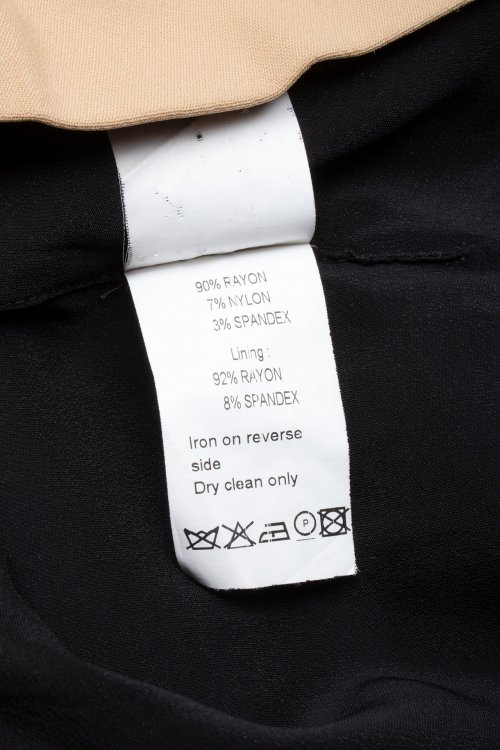 90% RAYON
7% NYLON
3% SPANDEX
Lining :
92% RAYON
8% SPANDEX
Iron on reverse
side
Dry clean only
P